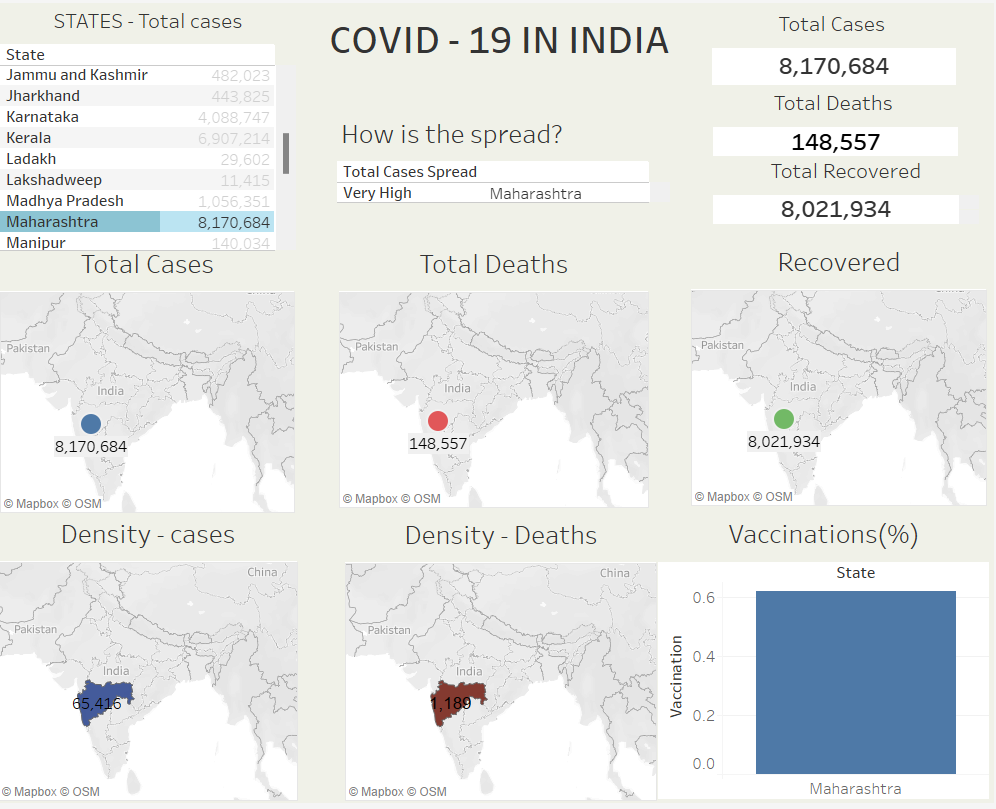 STATES - Total cases
State
Jammu and Kashmir 482,023
Jharkhand 443,825
Karnataka 4,088,747
Kerala 6,907,214
Ladakh 29,602
Lakshadweep 11,415
Madhya Pradesh 1,056,351
Maharashtra 8,170,684
Manipur 140,034
COVID - 19 IN INDIA
How is the spread?
Total Cases Spread
Very High Maharashtra
Total Cases
8,170,684
Total Deaths
148,557
Total Recovered
8,021,934
Total Cases
Pakistan
India
8,170,684
© Mapbox © OSM
Total Deaths
Pakistan
India
148,557
© Mapbox © OSM
Recovered
Pakistan
India
8,021,934
© Mapbox © OSM
Density - cases
China
Pakistan
India
65,416
© Mapbox © OSM
Density - Deaths
China
Pakistan
India
1,189
© Mapbox © OSM
Vaccinations(%)
State
Vaccination
0.6
0.4
0.2
0.0
Maharashtra